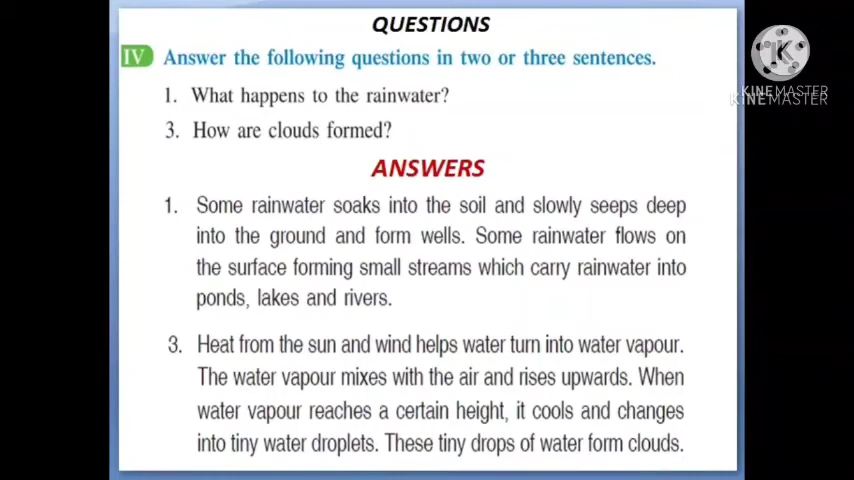 QUESTIONS
IV Answer the following questions in two or three sentences.
1. What happens to the rainwater?
3. How are clouds formed?
ANSWERS
1. Some rainwater soaks into the soil and slowly seeps deep
into the ground and form wells. Some rainwater flows on
the surface forming small streams which carry rainwater into
ponds, lakes and rivers.
3. Heat from the sun and wind helps water turn into water vapour.
The water vapour mixes with the air and rises upwards. When
water vapour reaches a certain height, it cools and changes
into tiny water droplets. These tiny drops of water form clouds.
K
KINEMASTER
KINEMASTER